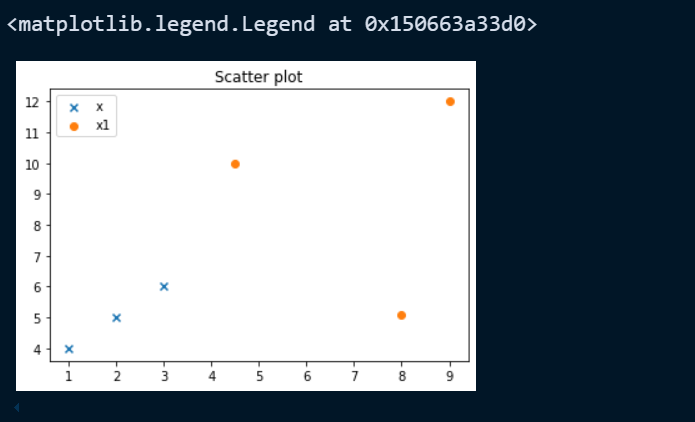 <matplotlib.legend.Legend at 0x150663a33d0>
Scatter plot
x
x1
12
11
10
9
8
7
6
5
4
1 2 3 4 5 6 7 8 9